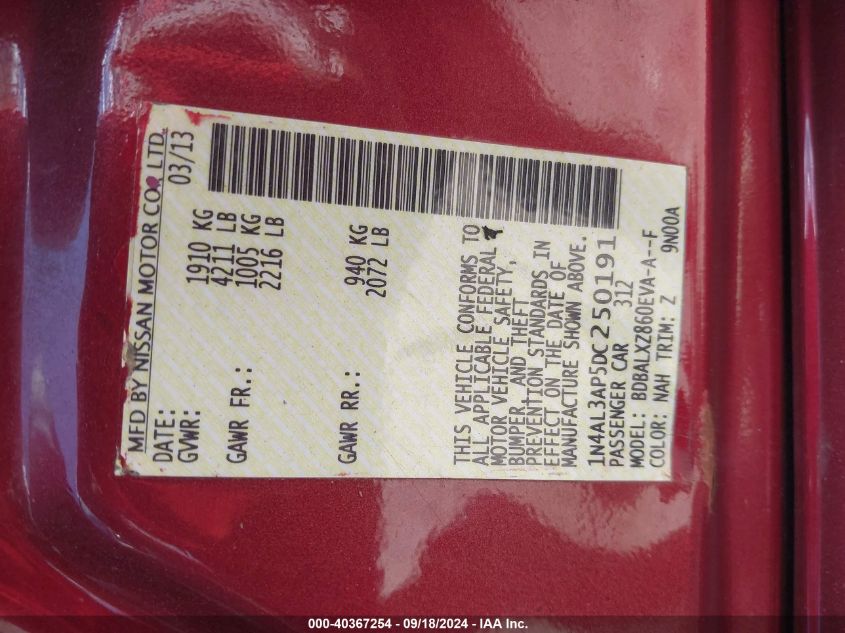 MFD BY NISSAN MOTOR CO., LTD.
DATE: 03/13
GVWR: 1910 KG
4211 LB
GAWR FR.: 1005 KG
2216 LB
GAWR RR.: 940 KG
2072 LB
THIS VEHICLE CONFORMS TO
ALL APPLICABLE FEDERAL
MOTOR VEHICLE SAFETY,
BUMPER, AND THEFT
PREVENTION STANDARDS IN
EFFECT ON THE DATE OF
MANUFACTURE SHOWN ABOVE.
1N4AL3AP5DC250191
PASSENGER CAR 312
MODEL: BDBALXZ860EVA-A--F
COLOR: NAH TRIM: Z 9N00A
000-40367254 - 09/18/2024 - IAA Inc.